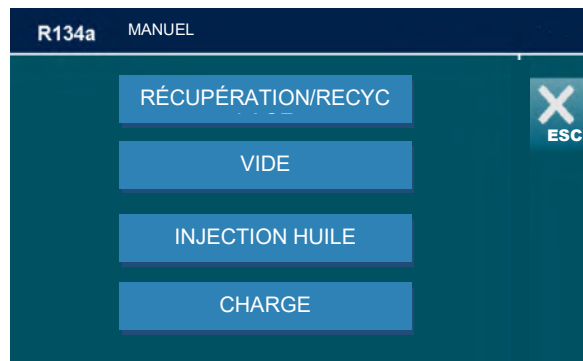 R134a MANUEL
RÉCUPÉRATION/RECYC
VIDE
INJECTION HUILE
CHARGE
ESC